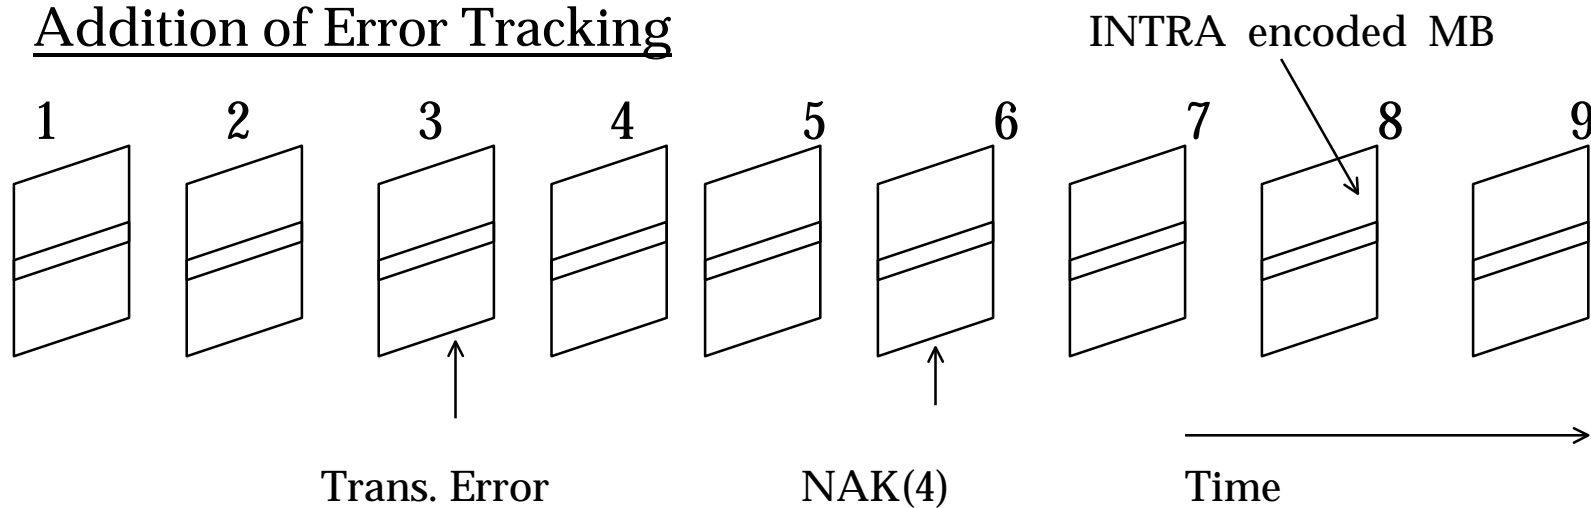 Addition of Error Tracking
INTRA encoded MB
1 2 3 4 5 6 7 8 9
Trans. Error NAK(4) Time